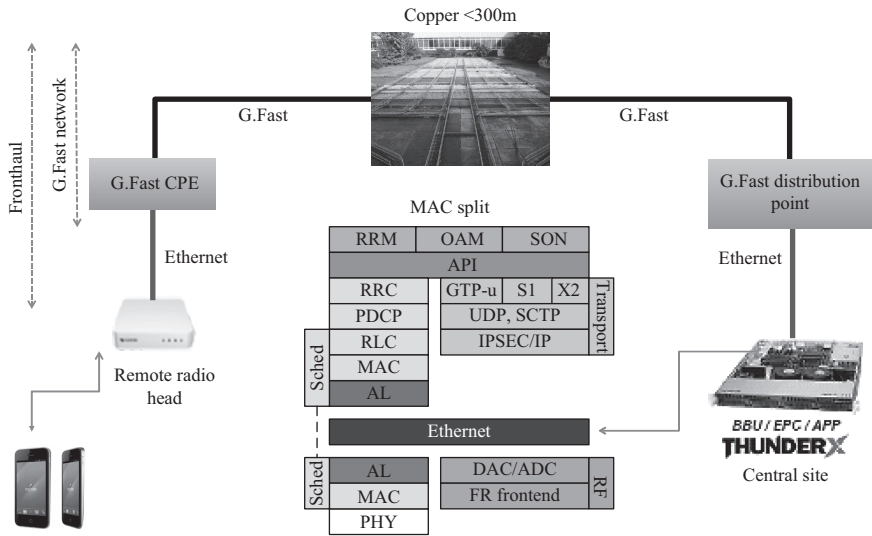 Copper <300m
G.Fast
G.Fast
Fronthaul
G.Fast network
G.Fast CPE
G.Fast distribution
point
Ethernet
Ethernet
MAC split
RRM OAM SON
API
RRC GTP-u S1 X2
PDCP UDP, SCTP
RLC IPSEC/IP
MAC
AL
Sched
Transport
Remote radio
head
Ethernet
BBU / EPC / APP
THUNDERX
Central site
Sched
AL DAC/ADC
MAC FR frontend
PHY
RF